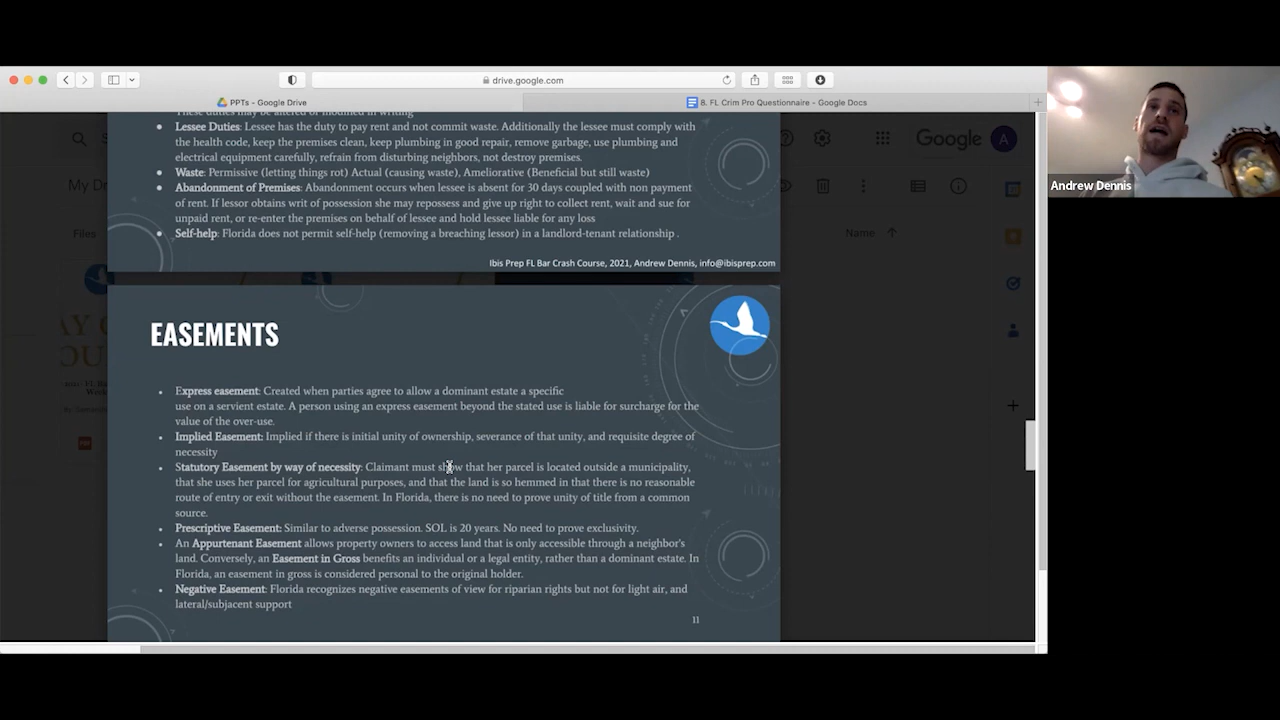 drive.google.com
PPTs - Google Drive
8. FL Crim Pro Questionnaire - Google Docs
These duties may be altered or modified in writing
Lessee Duties: Lessee has the duty to pay rent and not commit waste. Additionally the lessee must comply with
the health code, keep the premises clean, keep plumbing in good repair, remove garbage, use plumbing and
electrical equipment carefully, refrain from disturbing neighbors, not destroy premises.
Waste: Permissive (letting things rot) Actual (causing waste), Ameliorative (Beneficial but still waste)
Abandonment of Premises: Abandonment occurs when lessee is absent for 30 days coupled with non payment
of rent. If lessor obtains writ of possession she may repossess and give up right to collect rent, wait and sue for
unpaid rent, or re-enter the premises on behalf of lessee and hold lessee liable for any loss
Self-help: Florida does not permit self-help (removing a breaching lessor) in a landlord-tenant relationship .
Ibis Prep FL Bar Crash Course, 2021, Andrew Dennis, info@ibisprep.com
EASEMENTS
Express easement: Created when parties agree to allow a dominant estate a specific
use on a servient estate. A person using an express easement beyond the stated use is liable for surcharge for the
value of the over-use.
Implied Easement: Implied if there is initial unity of ownership, severance of that unity, and requisite degree of
necessity
Statutory Easement by way of necessity: Claimant must show that her parcel is located outside a municipality,
that she uses her parcel for agricultural purposes, and that the land is so hemmed in that there is no reasonable
route of entry or exit without the easement. In Florida, there is no need to prove unity of title from a common
source.
Prescriptive Easement: Similar to adverse possession. SOL is 20 years. No need to prove exclusivity.
An Appurtenant Easement allows property owners to access land that is only accessible through a neighbor's
land. Conversely, an Easement in Gross benefits an individual or a legal entity, rather than a dominant estate. In
Florida, an easement in gross is considered personal to the original holder.
Negative Easement: Florida recognizes negative easements of view for riparian rights but not for light air, and
lateral/subjacent support
11
Google
A
My Dr
Files
Name
Andrew Dennis